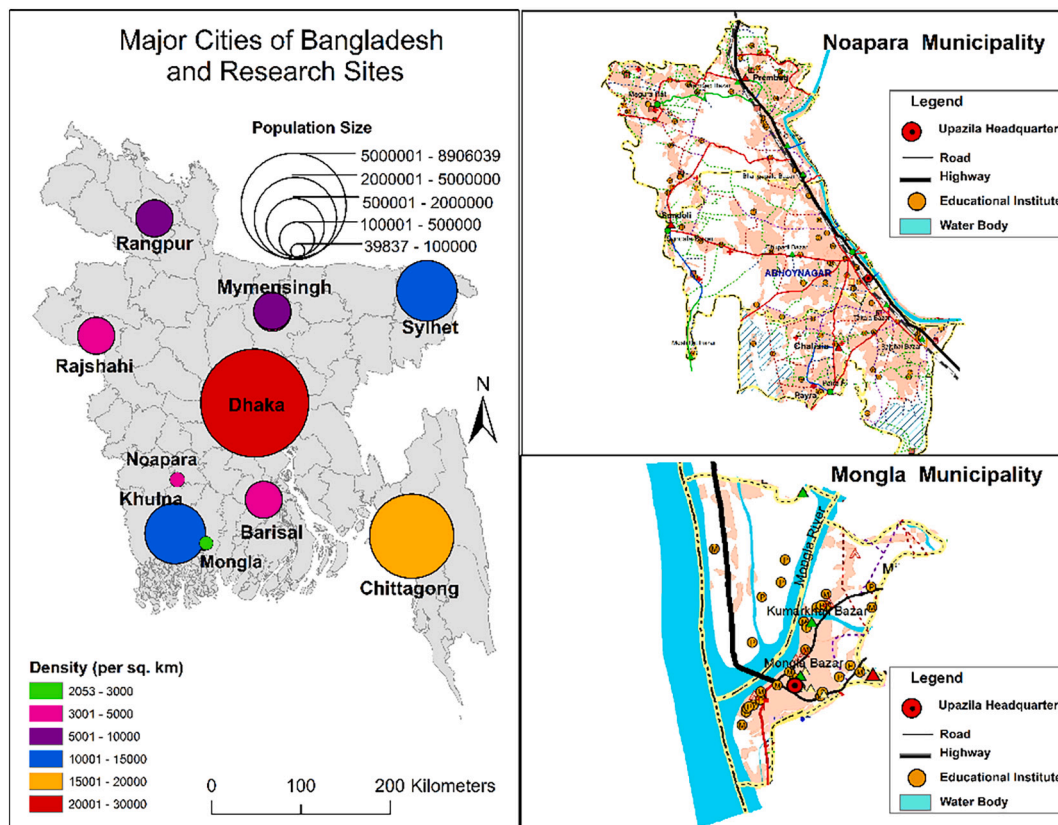 Major Cities of Bangladesh
and Research Sites
Population Size
5000001 - 8906039
2000001 - 5000000
500001 - 2000000
100001 - 500000
39837 - 100000
Rangpur
Mymensingh
Sylhet
Rajshahi
Dhaka
N
Noapara
Khulna
Barisal
Mongla
Chittagong
Density (per sq. km)
2053 - 3000
3001 - 5000
5001 - 10000
10001 - 15000
15001 - 20000
20001 - 30000
0 100 200 Kilometers
Noapara Municipality
Legend
Upazila Headquarter
Road
Highway
Educational Institute
Water Body
Prembag
ABHOYNAGAR
Chalisia
Payra
Mongla Municipality
Mongla River
Kumarkhali Bazar
Mongla Bazar
Legend
Upazila Headquarter
Road
Highway
Educational Institute
Water Body